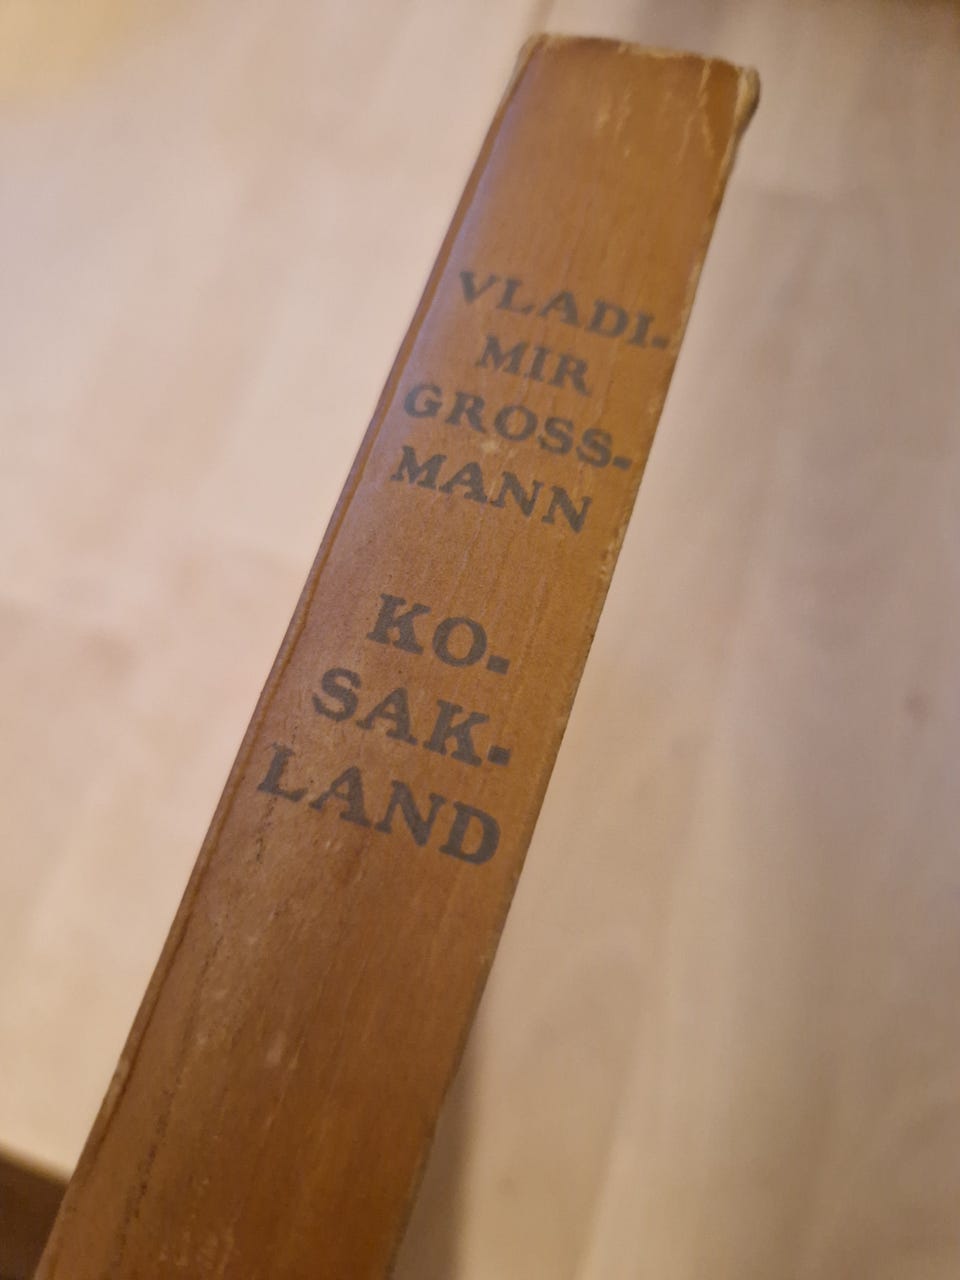 VLADI-
MIR
GROSS-
MANN
KO-
SAK-
LAND